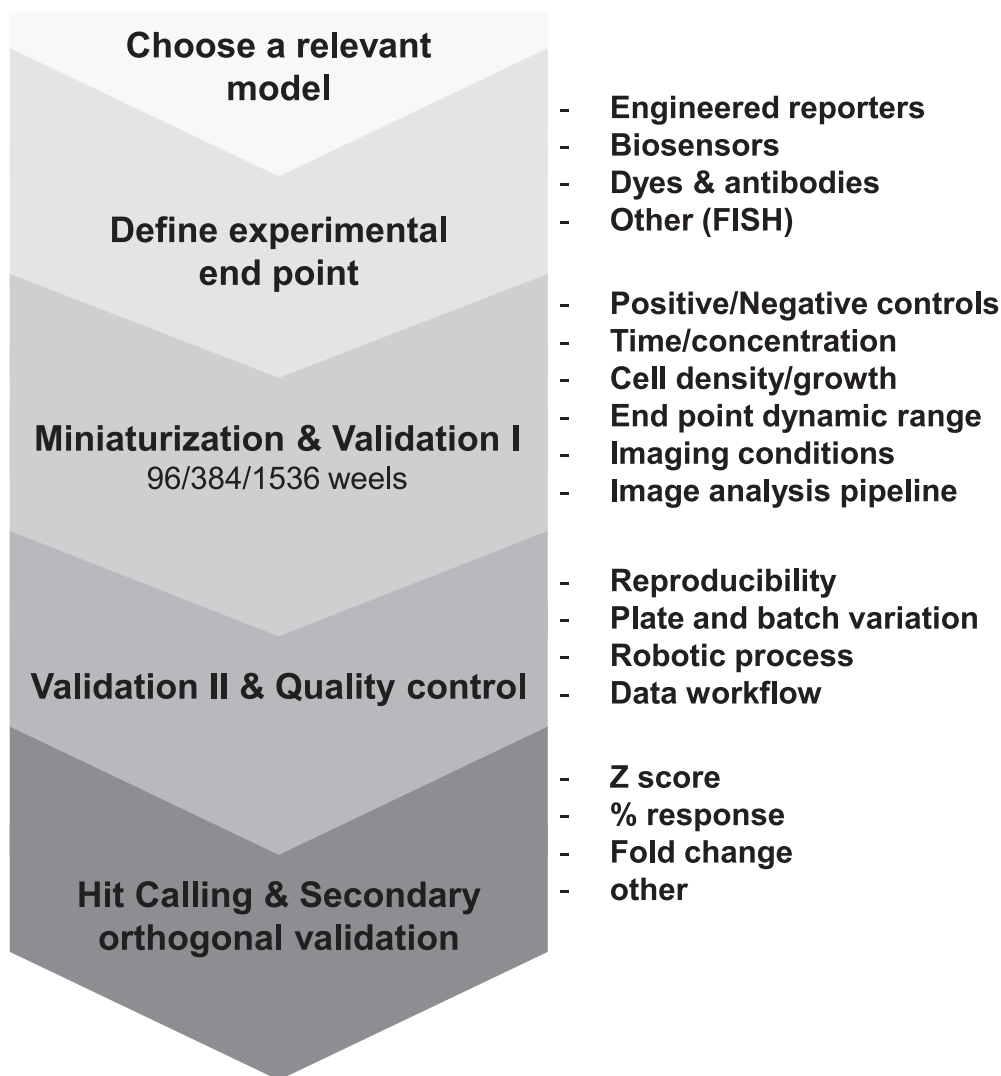 Choose a relevant
model
- Engineered reporters
- Biosensors
- Dyes & antibodies
- Other (FISH)
Define experimental
end point
- Positive/Negative controls
- Time/concentration
- Cell density/growth
- End point dynamic range
- Imaging conditions
- Image analysis pipeline
Miniaturization & Validation I
96/384/1536 weels
- Reproducibility
- Plate and batch variation
- Robotic process
- Data workflow
Validation II & Quality control
- Z score
- % response
- Fold change
- other
Hit Calling & Secondary
orthogonal validation